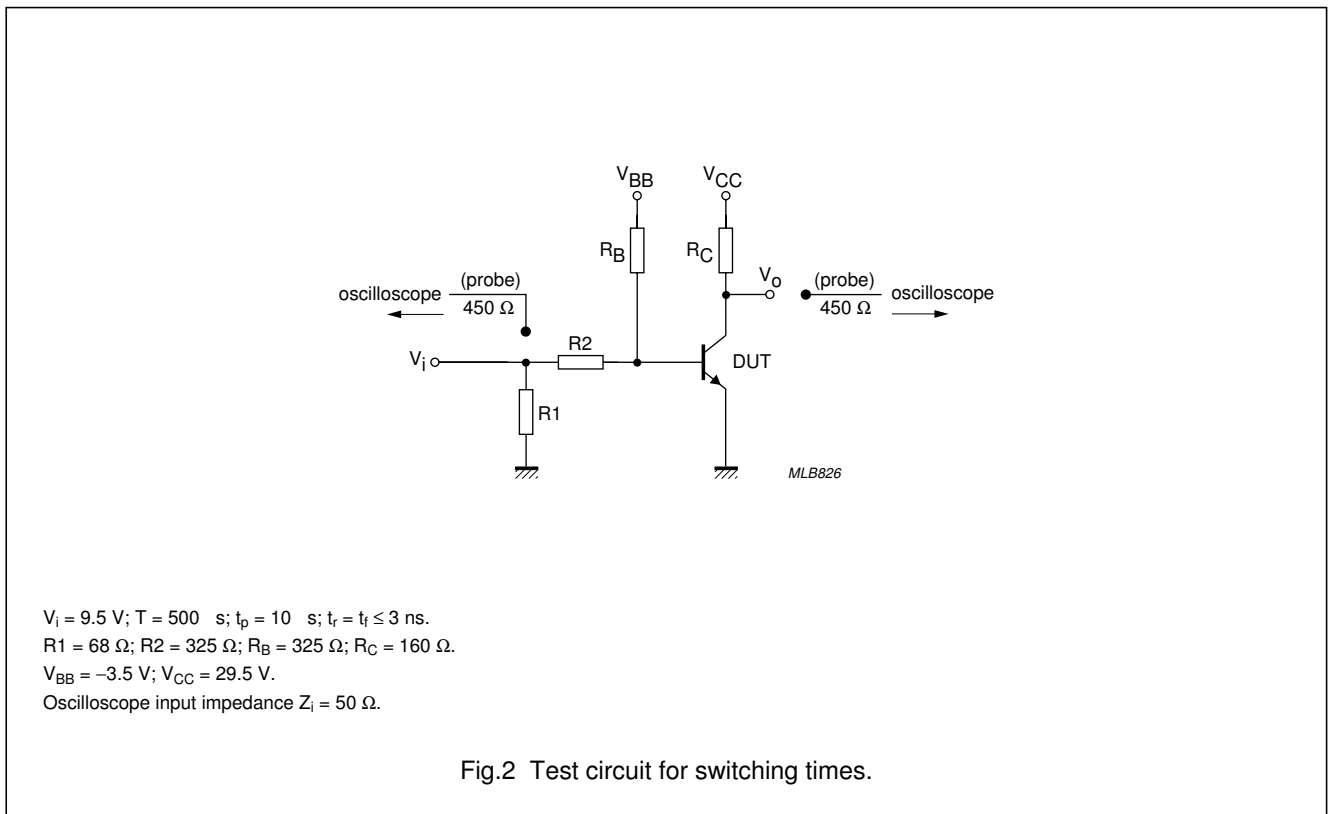 V_BB V_CC
R_B R_C
V_o
(probe) (probe)
oscilloscope oscilloscope
450 Ω 450 Ω
R2
V_i DUT
R1
MLB826
V_i = 9.5 V; T = 500 s; t_p = 10 s; t_r = t_f ≤ 3 ns.
R1 = 68 Ω; R2 = 325 Ω; R_B = 325 Ω; R_C = 160 Ω.
V_BB = −3.5 V; V_CC = 29.5 V.
Oscilloscope input impedance Z_i = 50 Ω.
Fig.2 Test circuit for switching times.